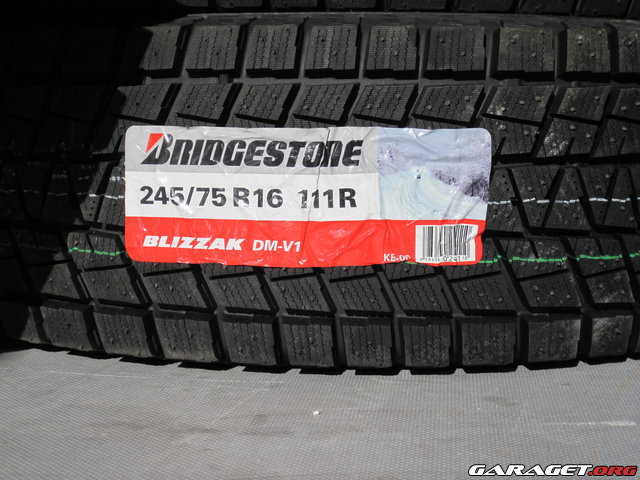 BRIDGESTONE
245/75 R16 111R
BLIZZAK DM-V1
GARAGET.ORG